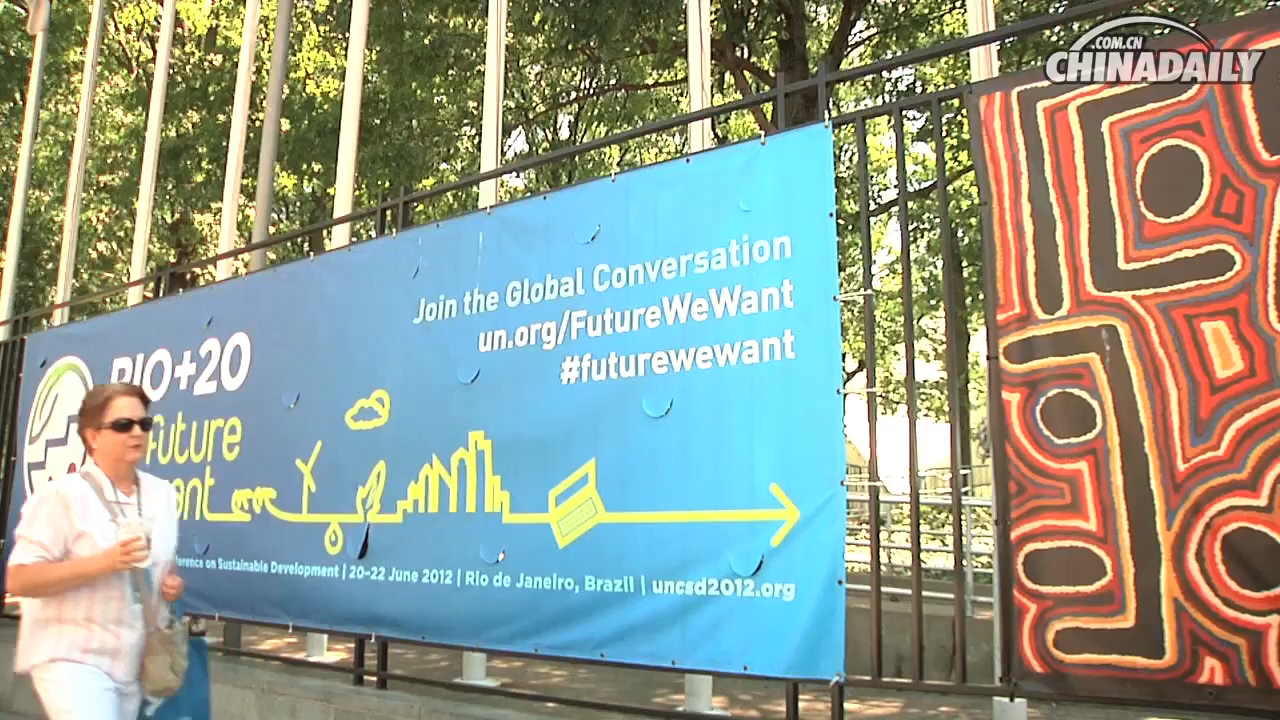 .COM.CN
CHINADAILY
Join the Global Conversation
un.org/FutureWeWant
#futurewewant
RIO+20
Future
on Sustainable Development | 20-22 June 2012 | Rio de Janeiro, Brazil | uncsd2012.org